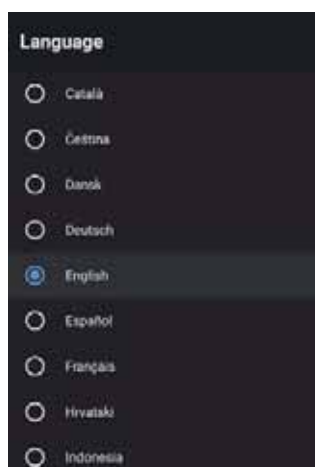 Language
Català
Čeština
Dansk
Deutsch
English
Español
Français
Hrvatski
Indonesia